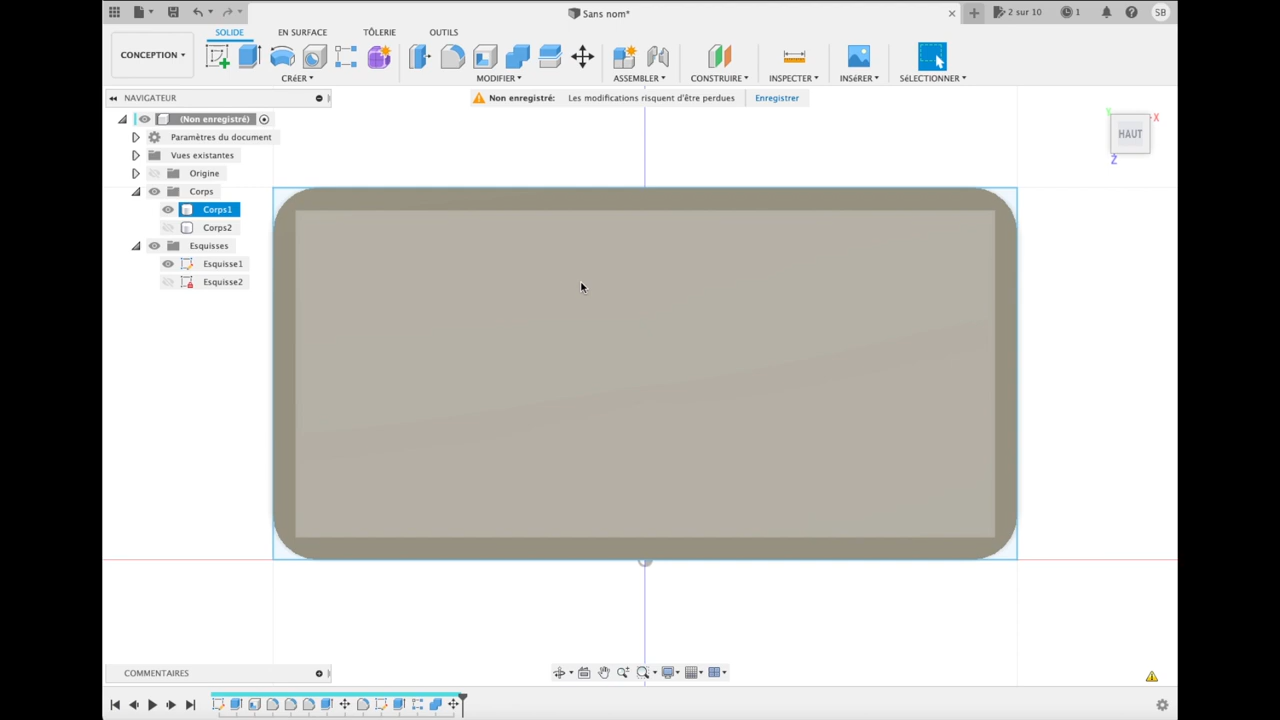 Sans nom*
2 sur 10
1
SB
CONCEPTION
SOLIDE
EN SURFACE
TÔLERIE
OUTILS
CRéER
MODIFIER
ASSEMBLER
CONSTRUIRE
INSPECTER
INSéRER
SéLECTIONNER
NAVIGATEUR
Non enregistré: Les modifications risquent d'être perdues Enregistrer
(Non enregistré)
Paramètres du document
Vues existantes
Origine
Corps
Corps1
Corps2
Esquisses
Esquisse1
Esquisse2
HAUT
X
Y
Z
COMMENTAIRES